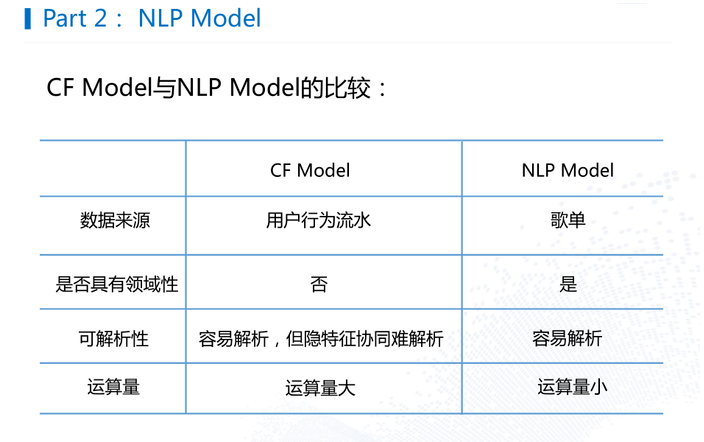 Part 2： NLP Model
CF Model与NLP Model的比较：
CF Model NLP Model
数据来源 用户行为流水 歌单
是否具有领域性 否 是
可解析性 容易解析，但隐特征协同难解析 容易解析
运算量 运算量大 运算量小